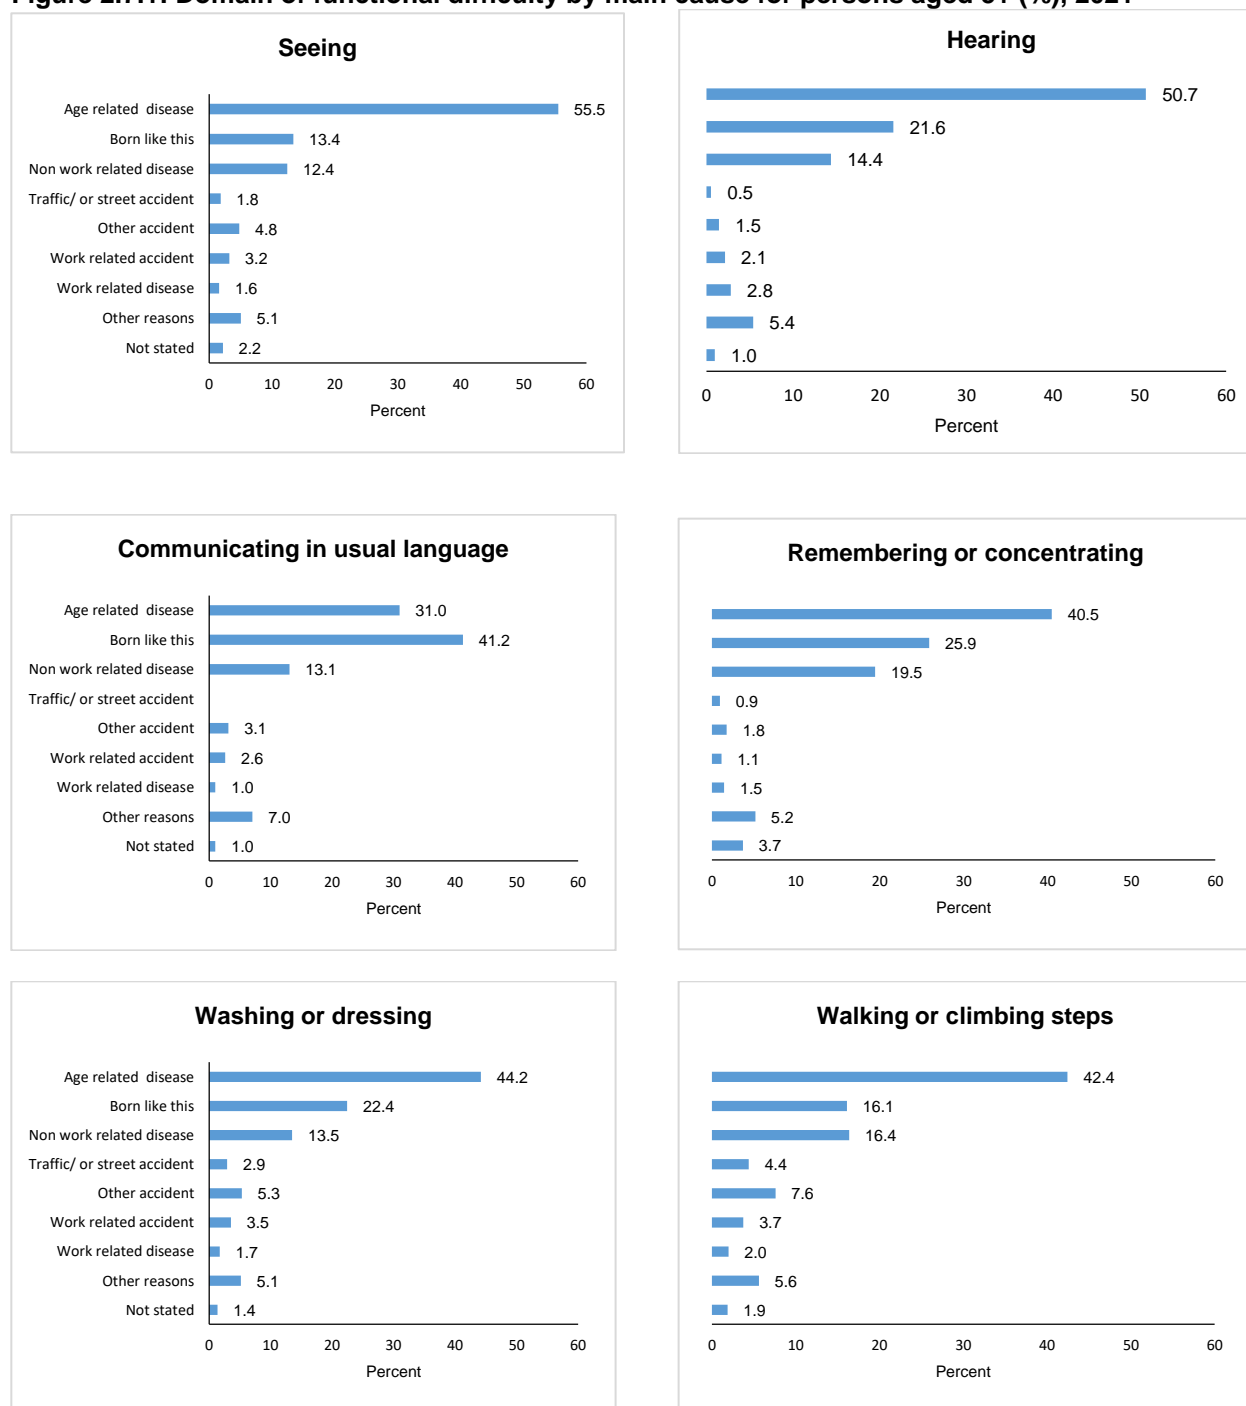 Figure Domain of functional difficulty by main cause for persons aged (%), 2021
Seeing
Age related disease 55.5
Born like this 13.4
Non work related disease 12.4
Traffic/ or street accident 1.8
Other accident 4.8
Work related accident 3.2
Work related disease 1.6
Other reasons 5.1
Not stated 2.2
0 10 20 30 40 50 60
Percent
Hearing
50.7
21.6
14.4
0.5
1.5
2.1
2.8
5.4
1.0
0 10 20 30 40 50 60
Percent
Communicating in usual language
Age related disease 31.0
Born like this 41.2
Non work related disease 13.1
Traffic/ or street accident
Other accident 3.1
Work related accident 2.6
Work related disease 1.0
Other reasons 7.0
Not stated 1.0
0 10 20 30 40 50 60
Percent
Remembering or concentrating
40.5
25.9
19.5
0.9
1.8
1.1
1.5
5.2
3.7
0 10 20 30 40 50 60
Percent
Washing or dressing
Age related disease 44.2
Born like this 22.4
Non work related disease 13.5
Traffic/ or street accident 2.9
Other accident 5.3
Work related accident 3.5
Work related disease 1.7
Other reasons 5.1
Not stated 1.4
0 10 20 30 40 50 60
Percent
Walking or climbing steps
42.4
16.1
16.4
4.4
7.6
3.7
2.0
5.6
1.9
0 10 20 30 40 50 60
Percent